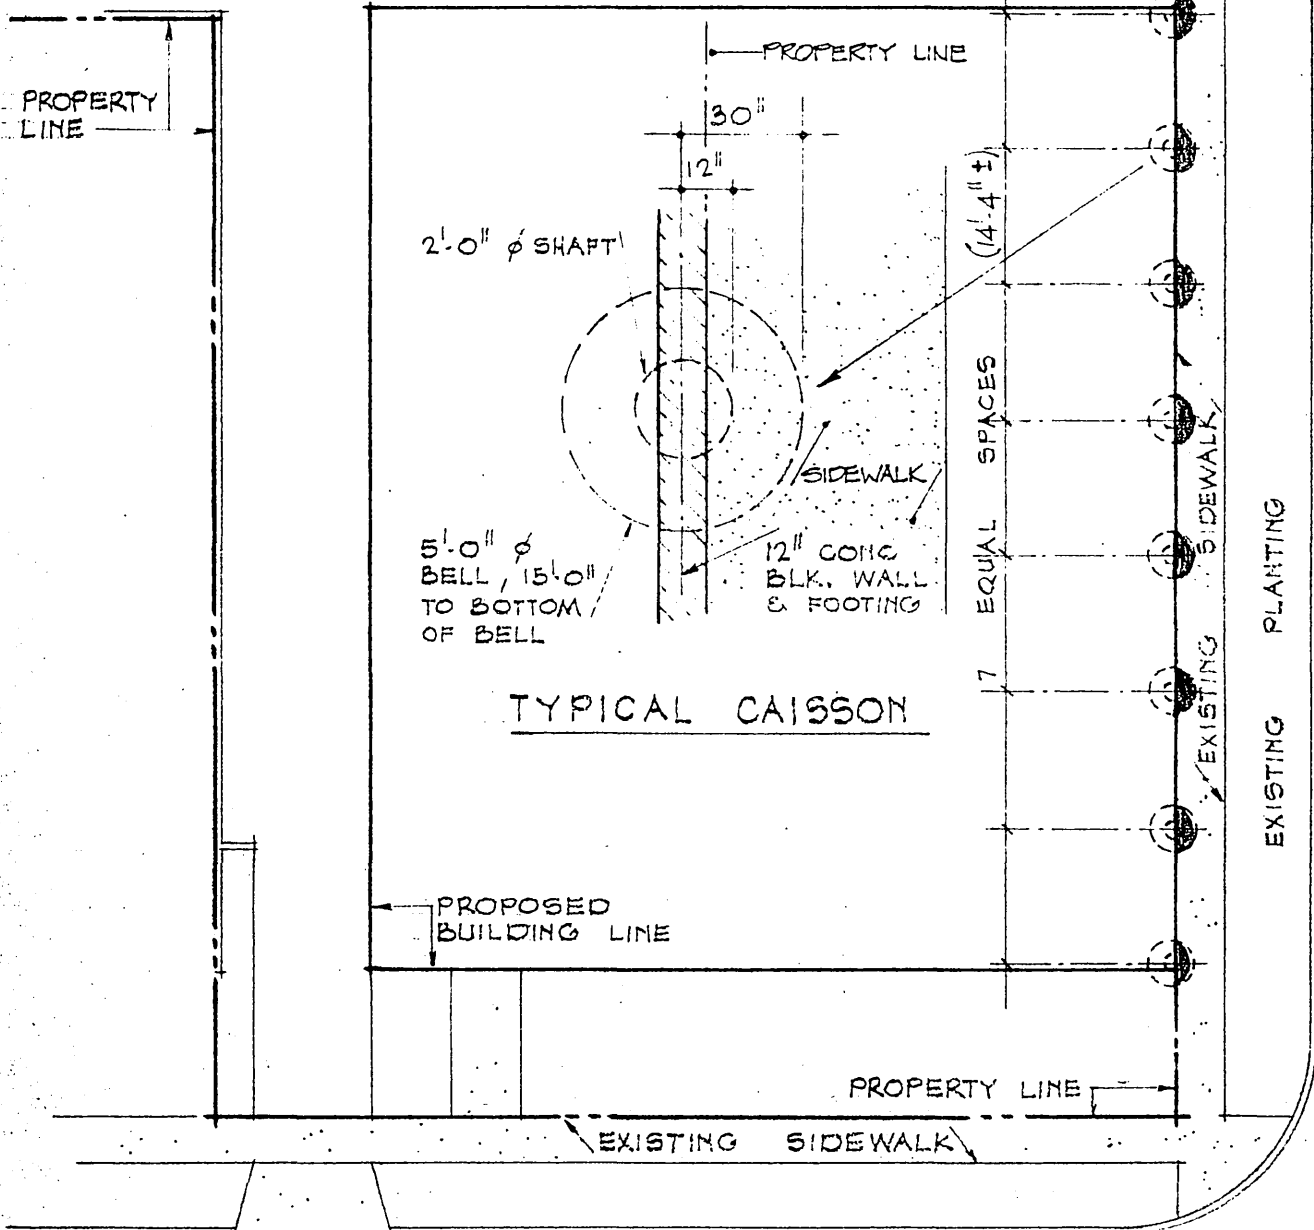 PROPERTY LINE
PROPERTY
LINE
30"
12"
2'-0" ϕ SHAFT
(14'-4" ±)
7 EQUAL SPACES
SIDEWALK
5'-0" ϕ
BELL, 15'-0"
TO BOTTOM
OF BELL
12" CONC
BLK. WALL
& FOOTING
EXISTING SIDEWALK
EXISTING PLANTING
TYPICAL CAISSON
PROPOSED
BUILDING LINE
PROPERTY LINE
EXISTING SIDEWALK